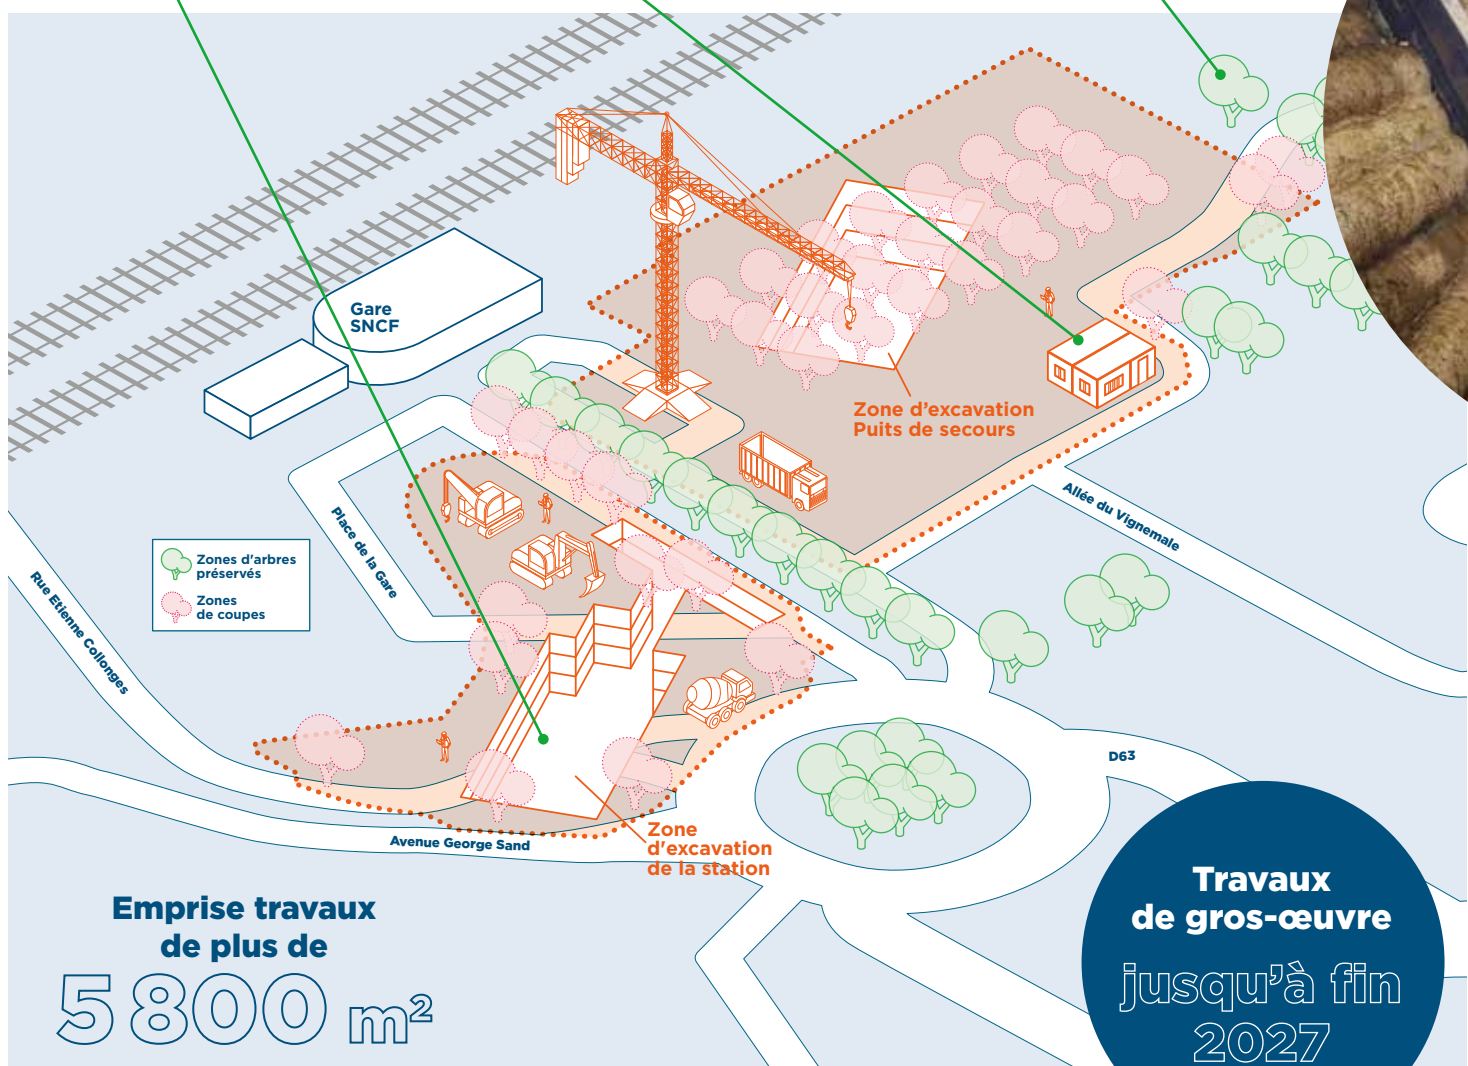 Gare
SNCF
Zone d'excavation
Puits de secours
Allée du Vignemale
Place de la Gare
Zones d'arbres
préservés
Zones
de coupes
Rue Etienne Collonges
D63
Avenue George Sand
Zone
d'excavation
de la station
Emprise travaux
de plus de
5 800 m²
Travaux
de gros-œuvre
jusqu'à fin
2027